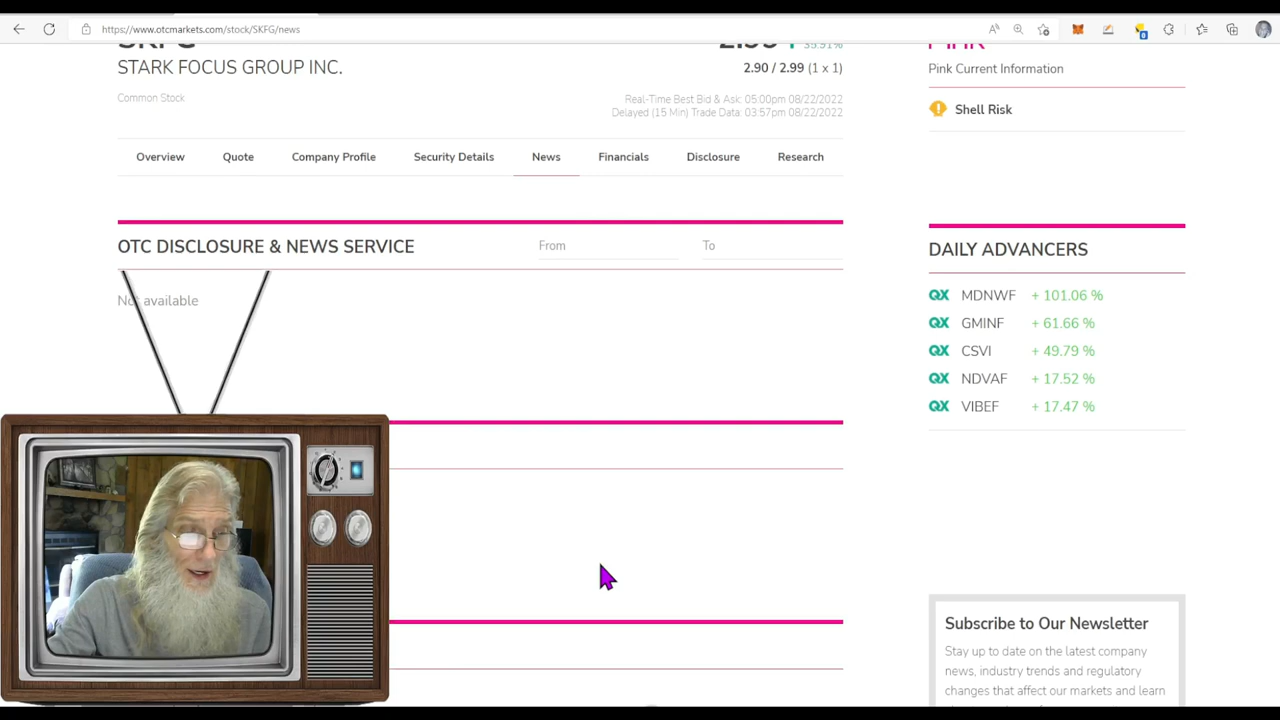 https://www.otcmarkets.com/stock/SKFG/news
SKFG
35.91%
STARK FOCUS GROUP INC.
2.90 / 2.99 (1 x 1)
Common Stock
Real-Time Best Bid & Ask: 05:00pm 08/22/2022
Delayed (15 Min) Trade Data: 03:57pm 08/22/2022
Pink Current Information
Shell Risk
Overview Quote Company Profile Security Details News Financials Disclosure Research
OTC DISCLOSURE & NEWS SERVICE
From To
Not available
DAILY ADVANCERS
QX MDNWF + 101.06 %
QX GMINF + 61.66 %
QX CSVI + 49.79 %
QX NDVAF + 17.52 %
QX VIBEF + 17.47 %
Subscribe to Our Newsletter
Stay up to date on the latest company
news, industry trends and regulatory
changes that affect our markets and learn